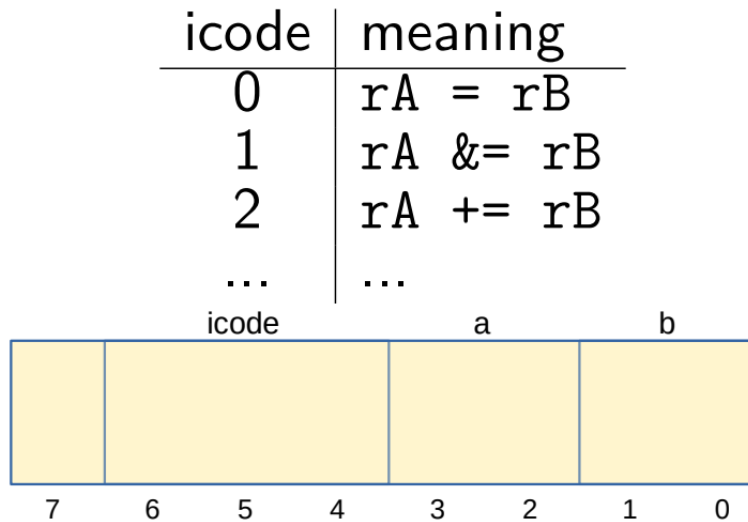 icode meaning
0 rA = rB
1 rA &= rB
2 rA += rB
... ...
icode a b
7 6 5 4 3 2 1 0